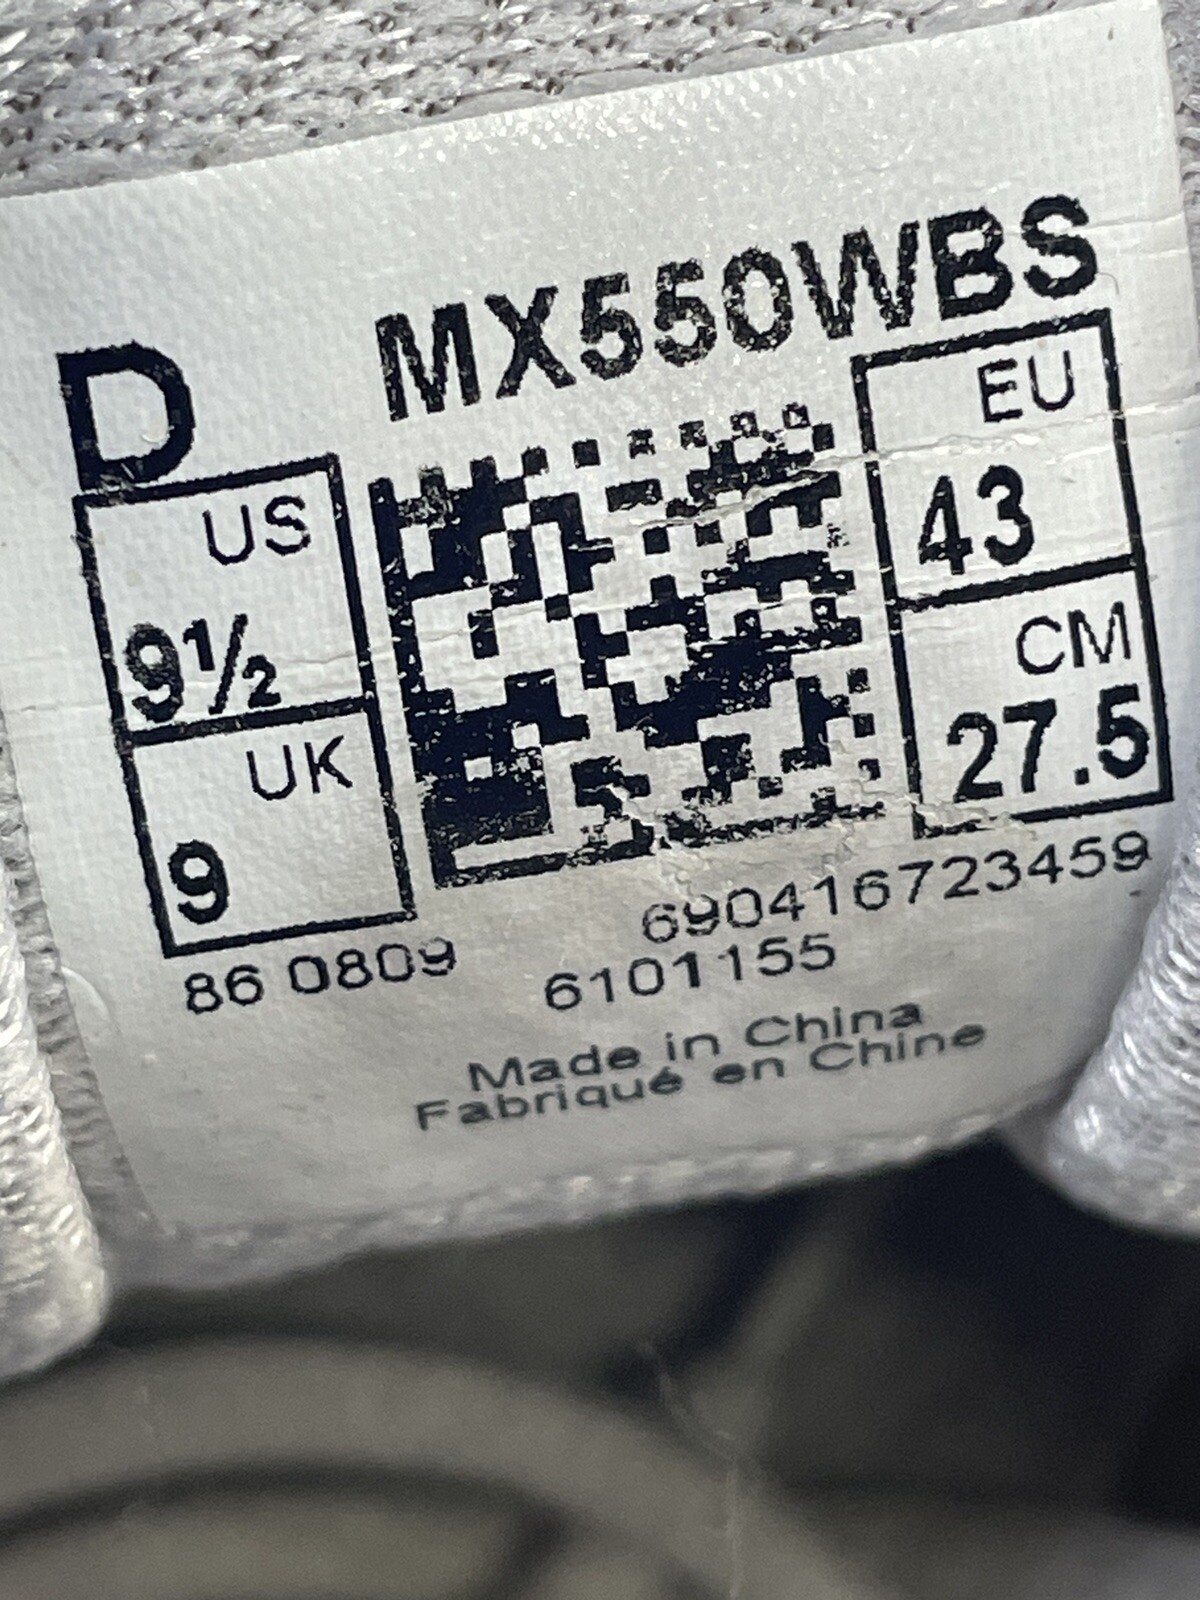 MX550WBS
D
US
9½
UK
9
EU
43
CM
27.5
690416723459
86 0809
6101155
Made in China
Fabriqué en Chine